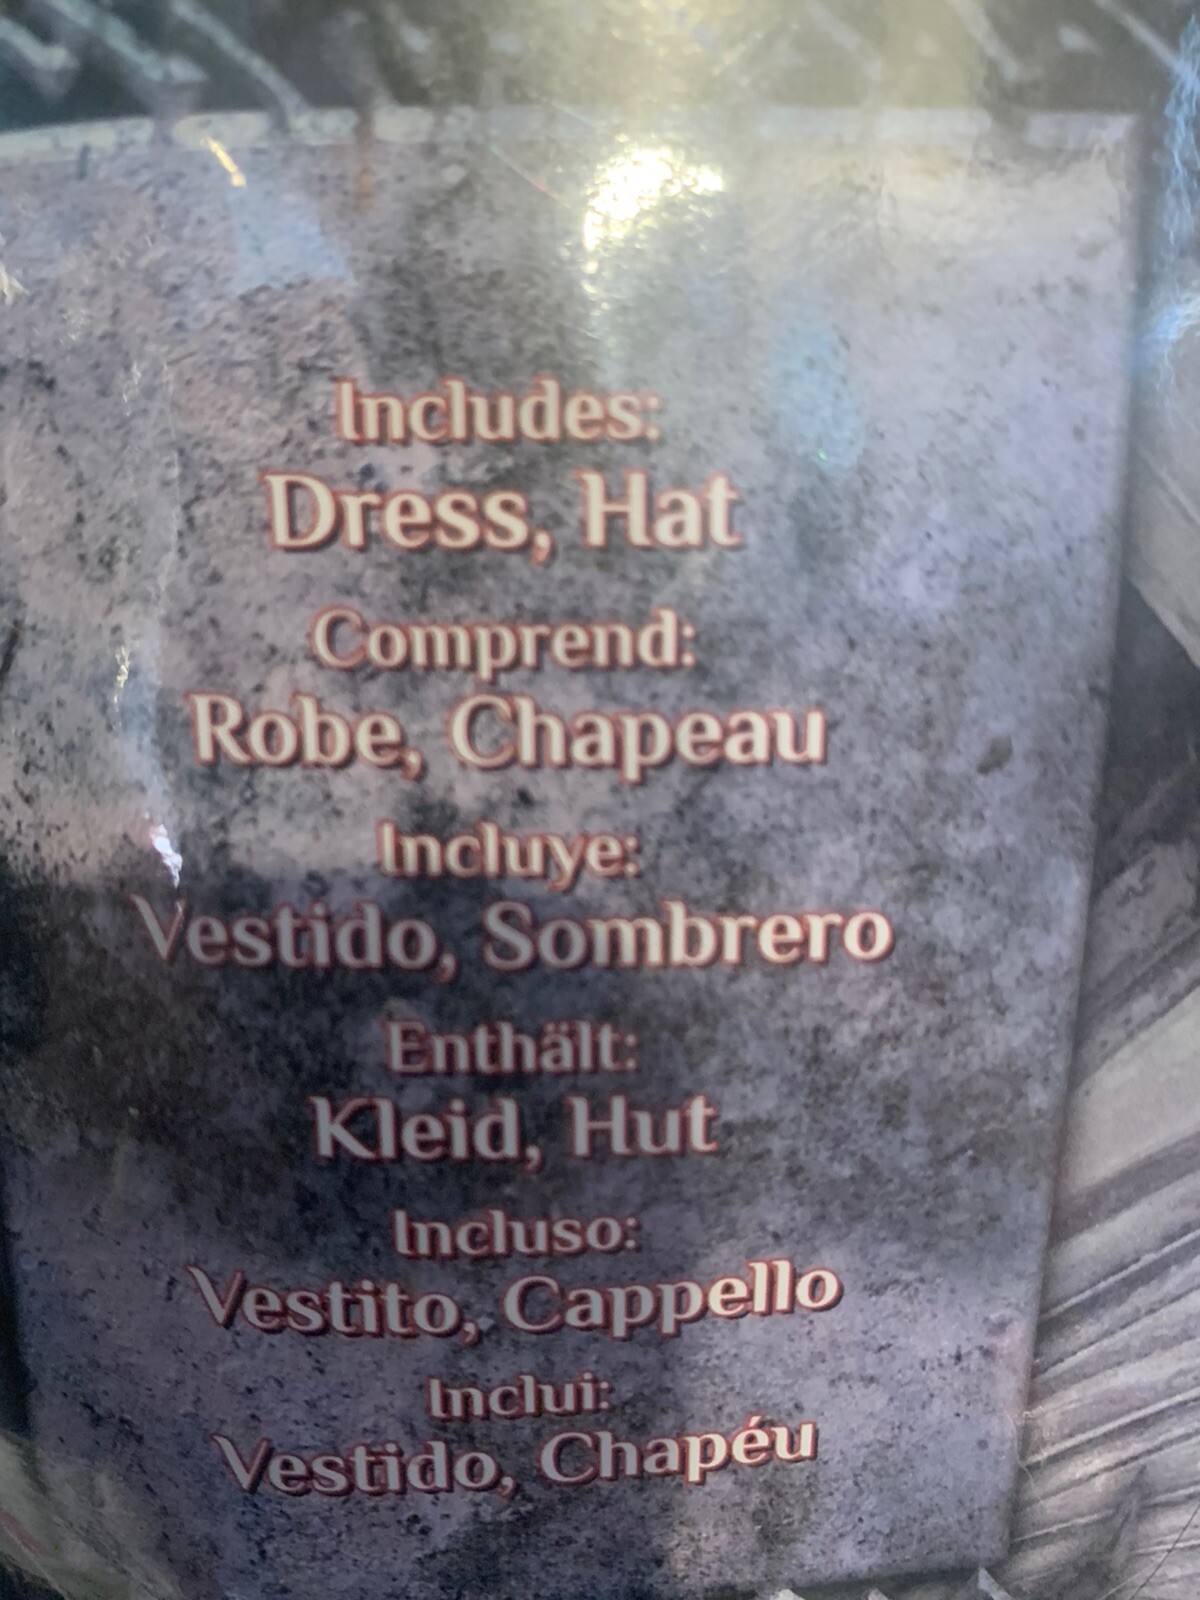 Includes:
Dress, Hat
Comprend:
Robe, Chapeau
Incluye:
Vestido, Sombrero
Enthält:
Kleid, Hut
Incluso:
Vestito, Cappello
Inclui:
Vestido, Chapéu